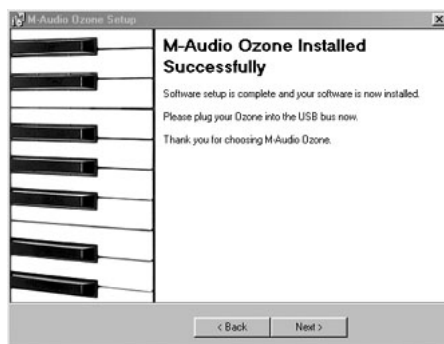 M-Audio Ozone Setup
M-Audio Ozone Installed
Successfully
Software setup is complete and your software is now installed.
Please plug your Ozone into the USB bus now.
Thank you for choosing M-Audio Ozone.
< Back
Next >